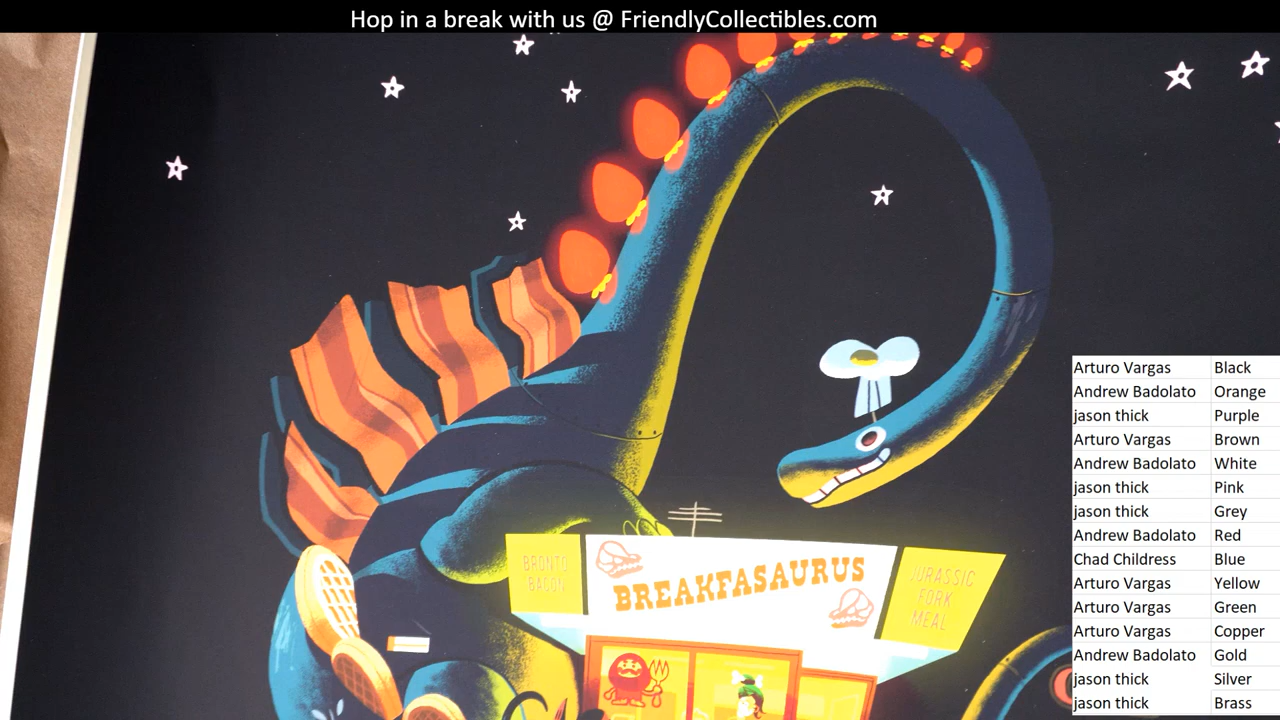 Hop in a break with us @ FriendlyCollectibles.com
BRONTO
BACON
BREAKFASAURUS
JURASSIC
FORK
MEAL
Arturo Vargas Black
Andrew Badolato Orange
jason thick Purple
Arturo Vargas Brown
Andrew Badolato White
jason thick Pink
jason thick Grey
Andrew Badolato Red
Chad Childress Blue
Arturo Vargas Yellow
Arturo Vargas Green
Arturo Vargas Copper
Andrew Badolato Gold
jason thick Silver
jason thick Brass